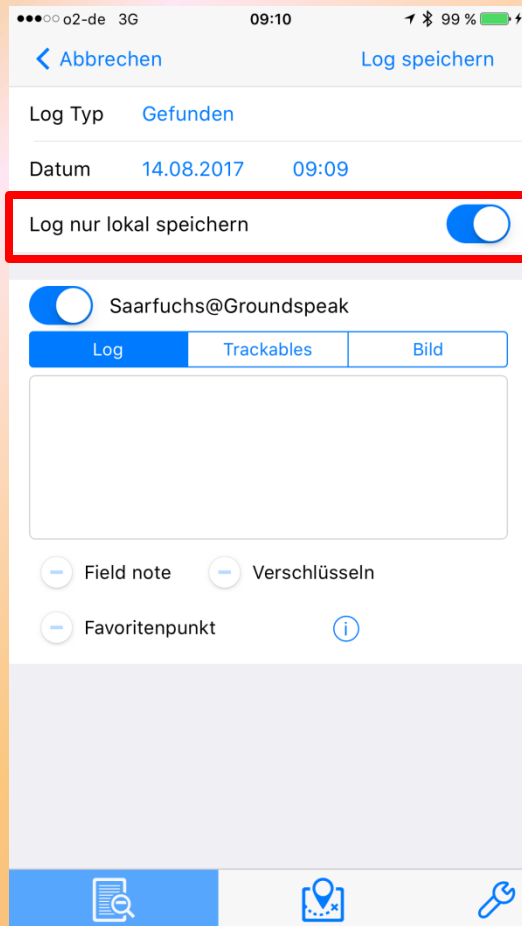 o2-de 3G 09:10 99 %
Abbrechen Log speichern
Log Typ Gefunden
Datum 14.08.2017 09:09
Log nur lokal speichern
Saarfuchs@Groundspeak
Log Trackables Bild
Field note Verschlüsseln
Favoritenpunkt i